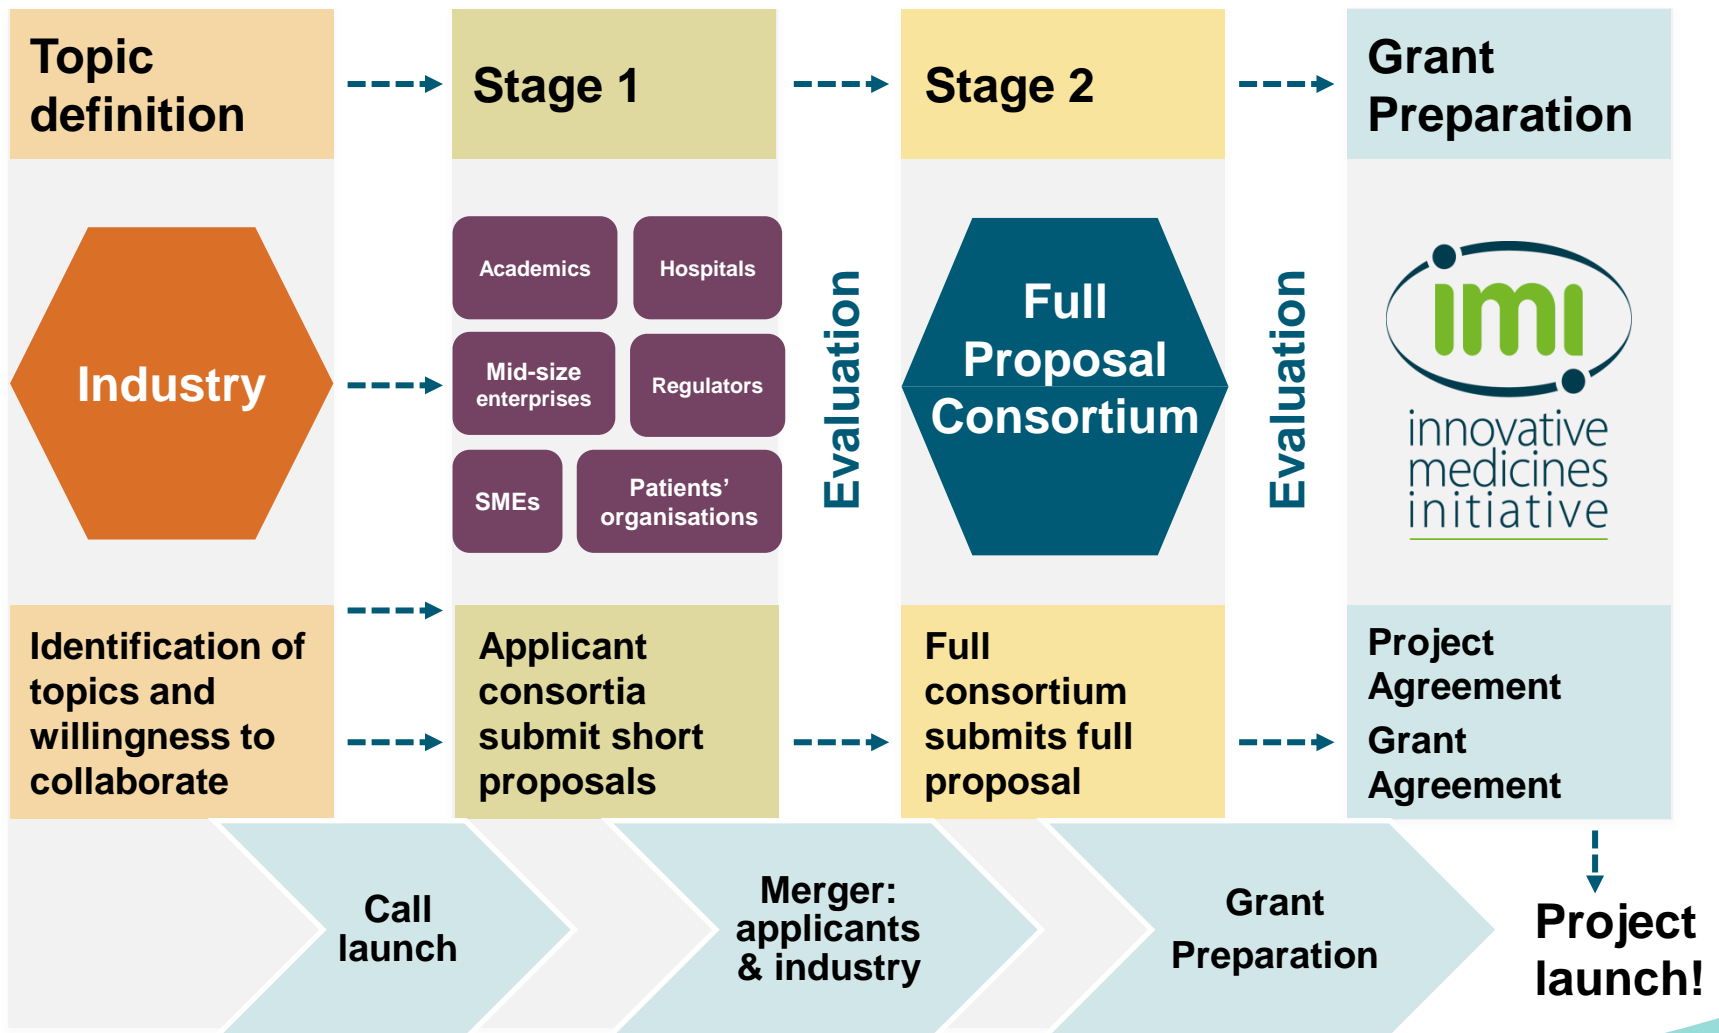 Topic
definition
Stage 1
Stage 2
Grant
Preparation
Industry
Academics
Hospitals
Mid-size
enterprises
Regulators
SMEs
Patients'
organisations
Evaluation
Full
Proposal
Consortium
Evaluation
imi
innovative
medicines
initiative
Identification of
topics and
willingness to
collaborate
Applicant
consortia
submit short
proposals
Full
consortium
submits full
proposal
Project
Agreement
Grant
Agreement
Call
launch
Merger:
applicants
& industry
Grant
Preparation
Project
launch!